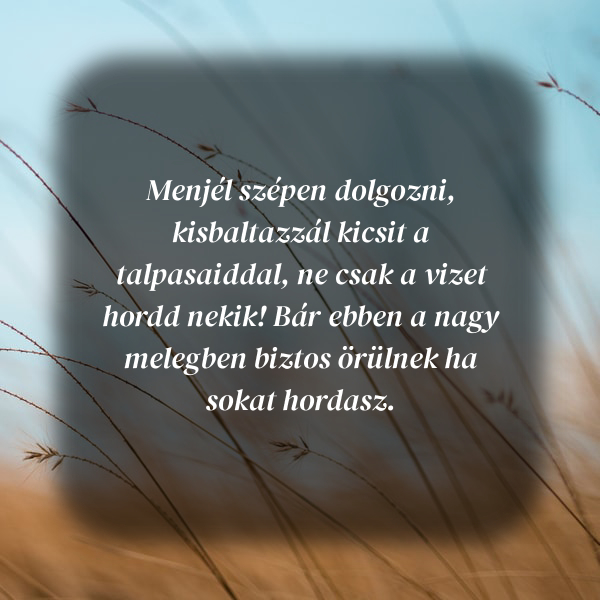 Menjél szépen dolgozni,
kisbaltazzál kicsit a
talpasaiddal, ne csak a vizet
hordd nekik! Bár ebben a nagy
melegben biztos örülnek ha
sokat hordasz.